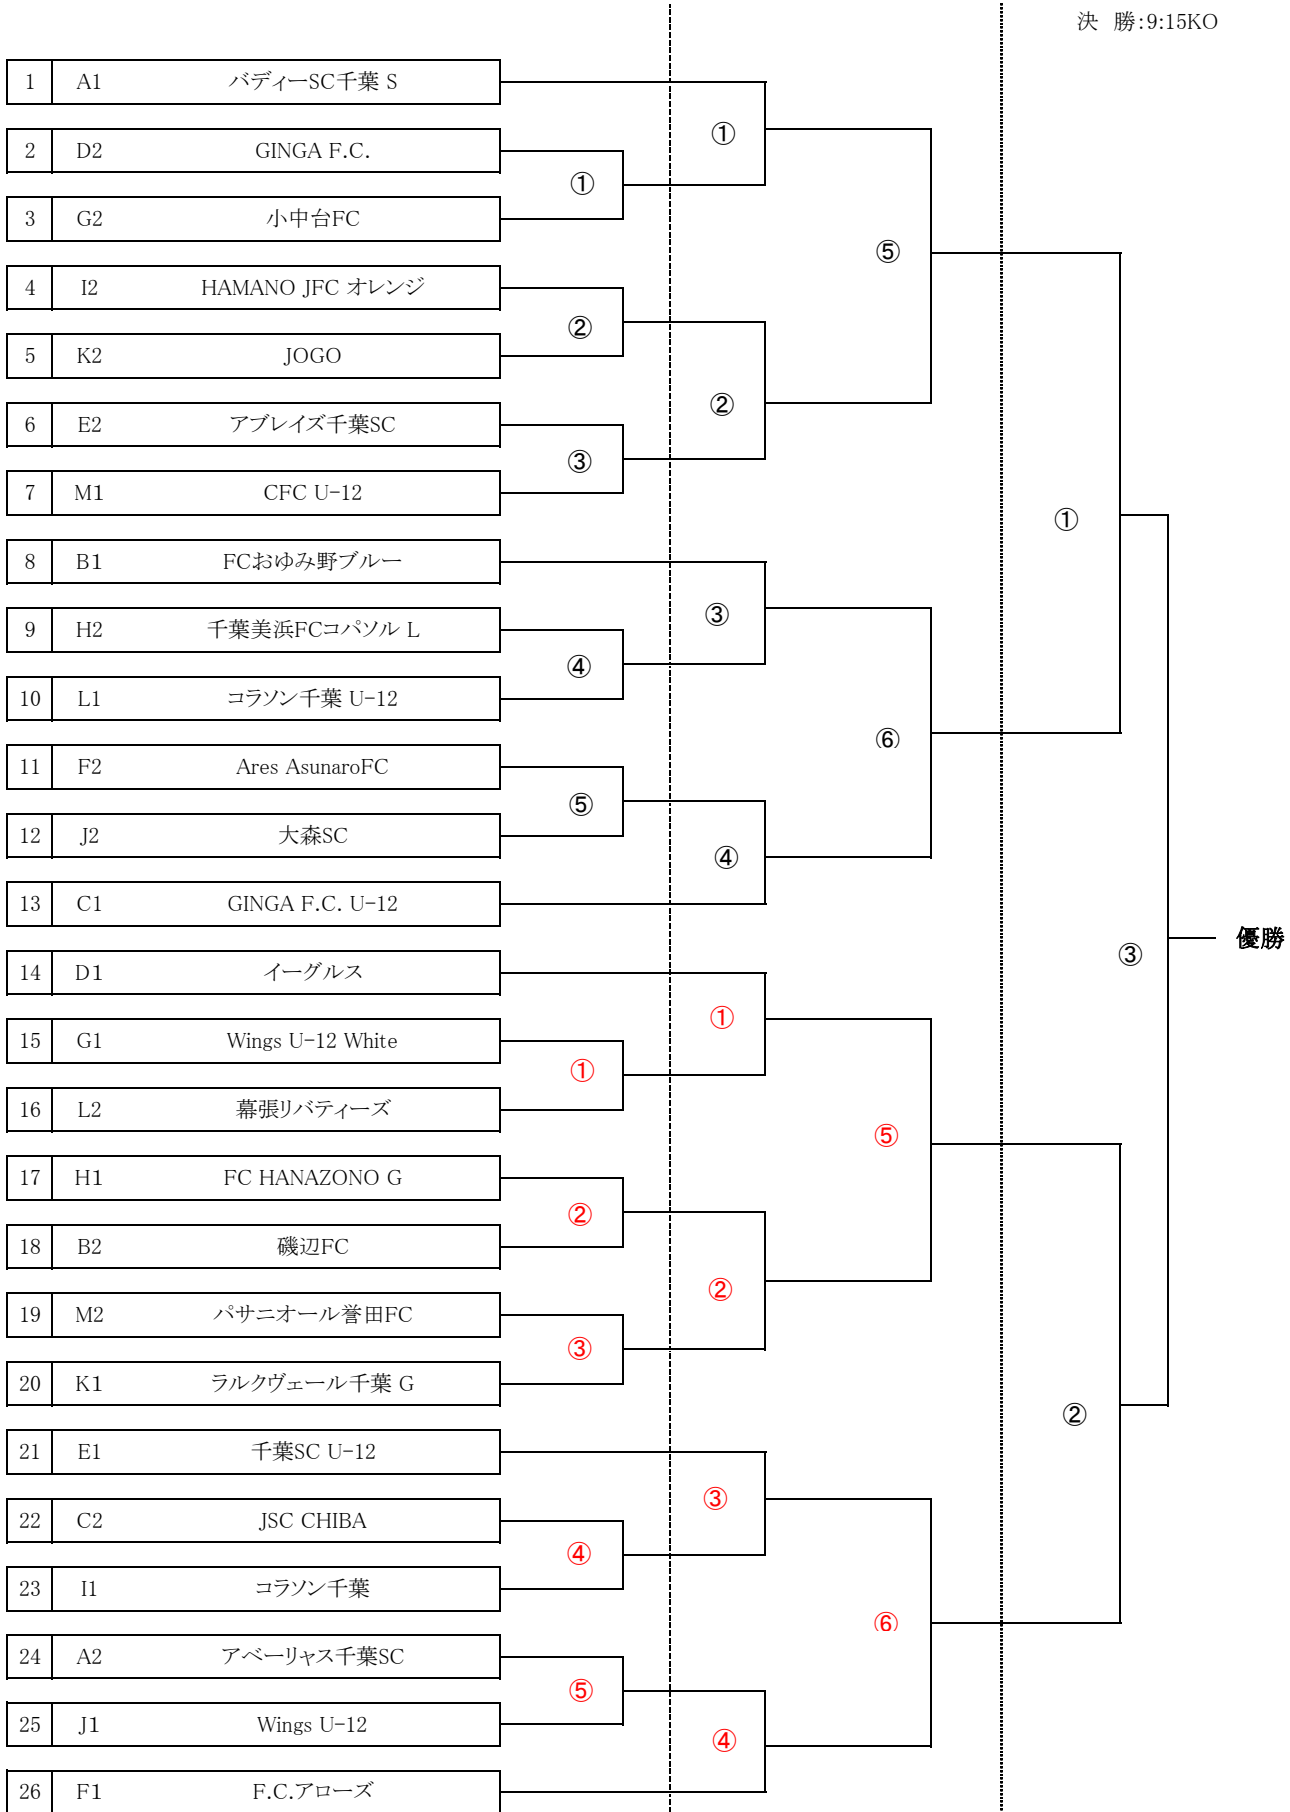 決 勝:9:15KO
1 A1 バディーSC千葉 S
①
2 D2 GINGA F.C.
①
3 G2 小中台FC
⑤
4 I2 HAMANO JFC オレンジ
②
5 K2 JOGO
②
6 E2 アブレイズ千葉SC
③
7 M1 CFC U-12
①
8 B1 FCおゆみ野ブルー
③
9 H2 千葉美浜FCコパソル L
④
10 L1 コラソン千葉 U-12
⑥
11 F2 Ares AsunaroFC
⑤
12 J2 大森SC
④
13 C1 GINGA F.C. U-12
優勝
③
14 D1 イーグルス
①
15 G1 Wings U-12 White
①
16 L2 幕張リバティーズ
⑤
17 H1 FC HANAZONO G
②
18 B2 磯辺FC
②
19 M2 パサニオール誉田FC
③
20 K1 ラルクヴェール千葉 G
②
21 E1 千葉SC U-12
③
22 C2 JSC CHIBA
④
23 I1 コラソン千葉
⑥
24 A2 アベーリャス千葉SC
⑤
25 J1 Wings U-12
④
26 F1 F.C.アローズ